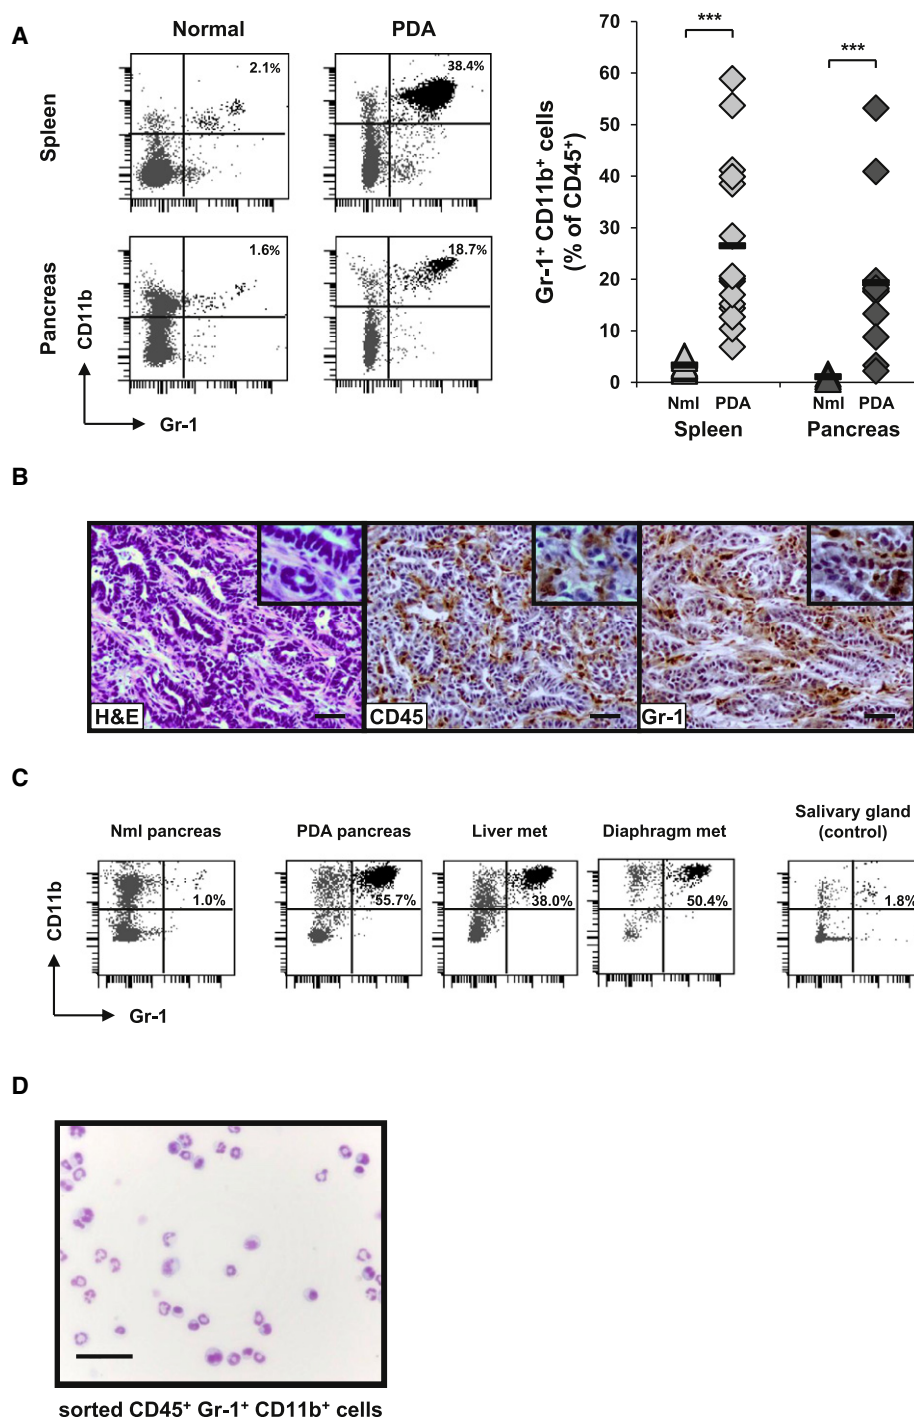 A
Normal
PDA
Spleen
2.1%
38.4%
Pancreas
1.6%
18.7%
CD11b
Gr-1
Gr-1⁺ CD11b⁺ cells
(% of CD45⁺)
70
60
50
40
30
20
10
0
***
***
Nml PDA Nml PDA
Spleen Pancreas
B
H&E
CD45
Gr-1
C
Nml pancreas
PDA pancreas
Liver met
Diaphragm met
Salivary gland
(control)
1.0%
55.7%
38.0%
50.4%
1.8%
CD11b
Gr-1
D
sorted CD45⁺ Gr-1⁺ CD11b⁺ cells